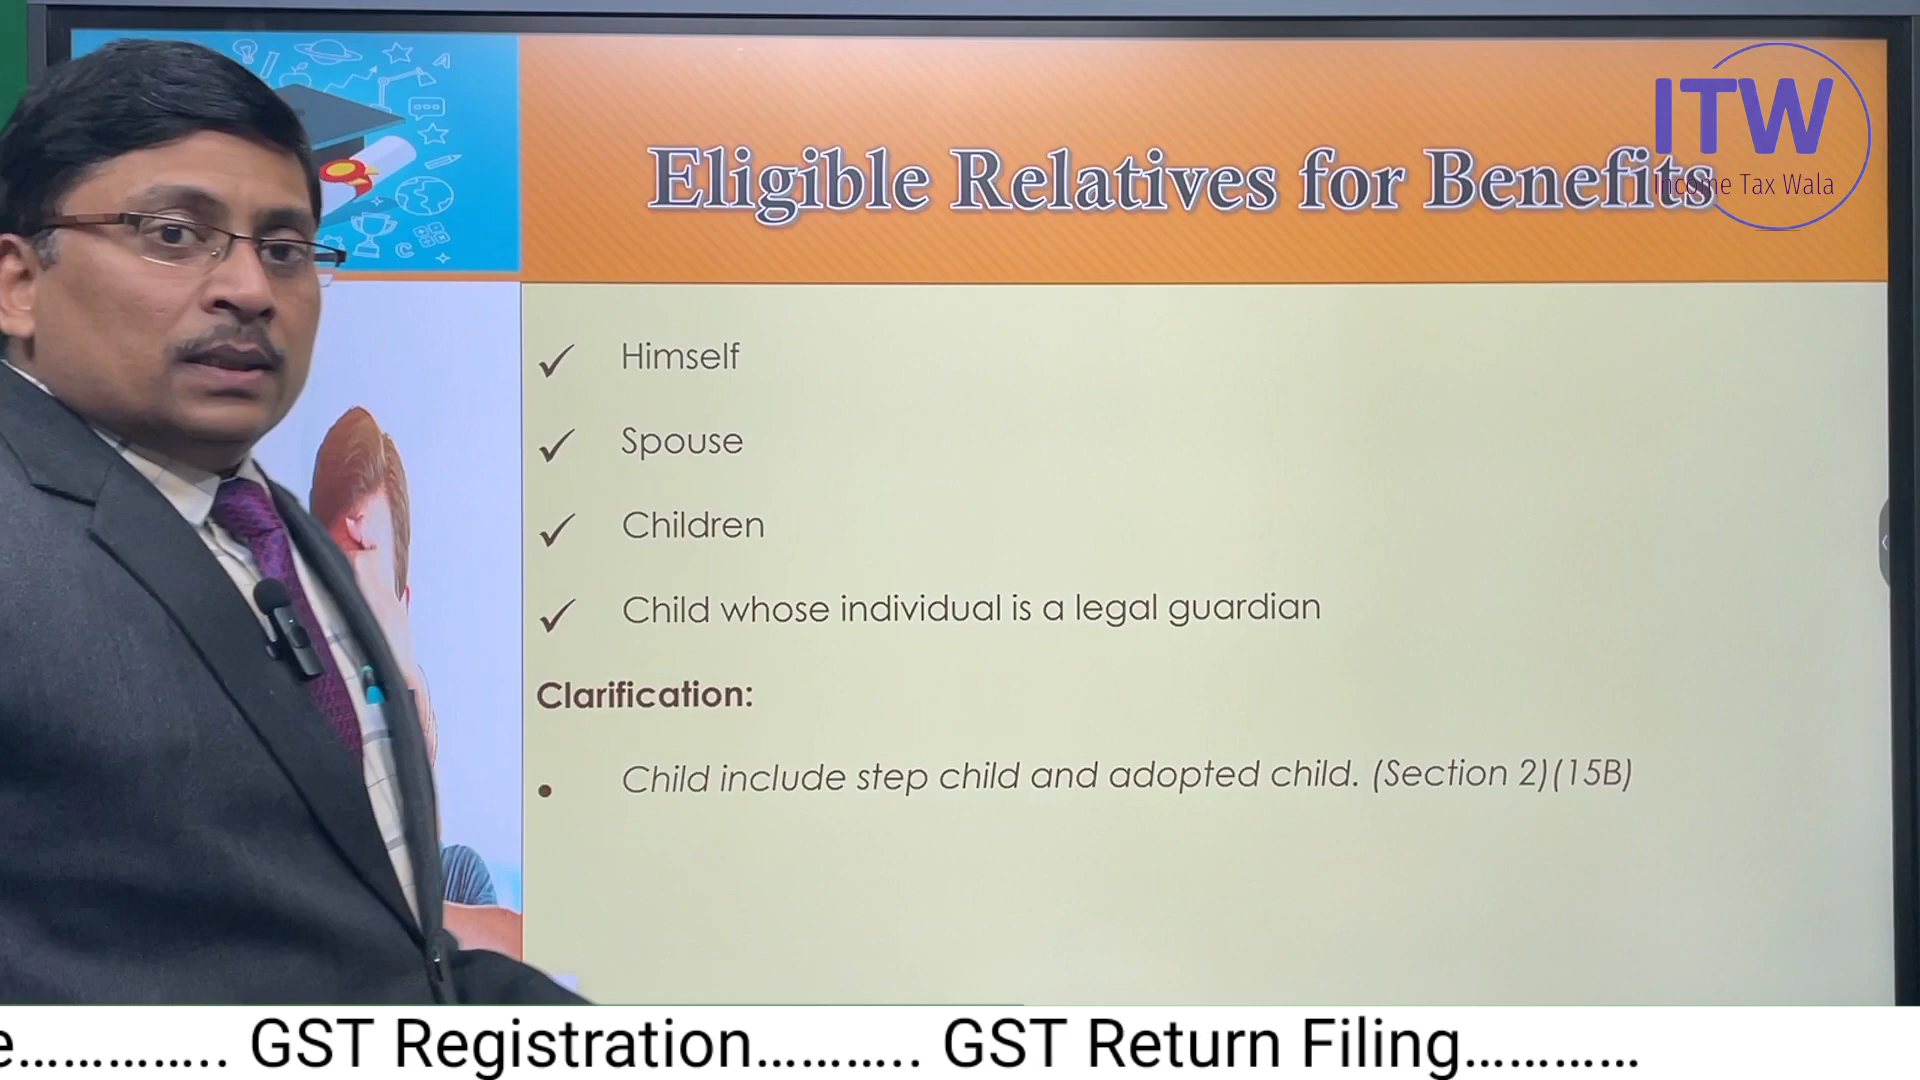 ITW
Income Tax Wala
Eligible Relatives for Benefits
✓ Himself
✓ Spouse
✓ Children
✓ Child whose individual is a legal guardian
Clarification:
• Child include step child and adopted child. (Section 2)(15B)
e………….. GST Registration……….. GST Return Filing…………